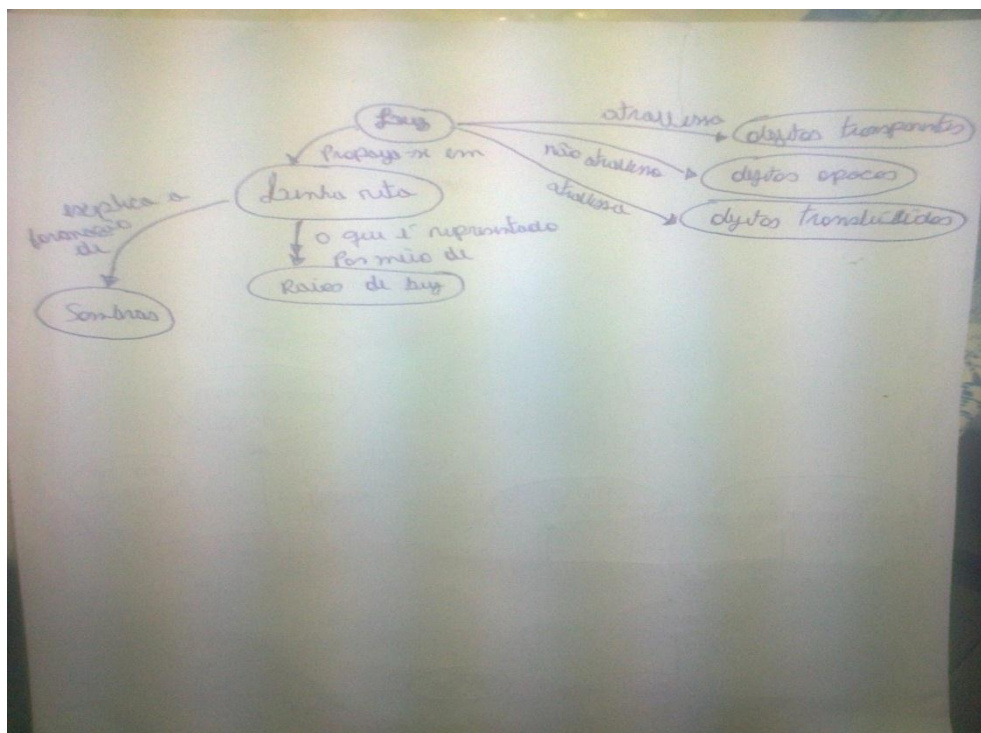 Luz
atravessa
objetos transparentes
Propaga-se em
não atravessa
objetos opacos
Linha reta
atravessa
objetos translúcidos
explica a
formação
de
o que é representado
Por meio de
Raios de luz
Sombras